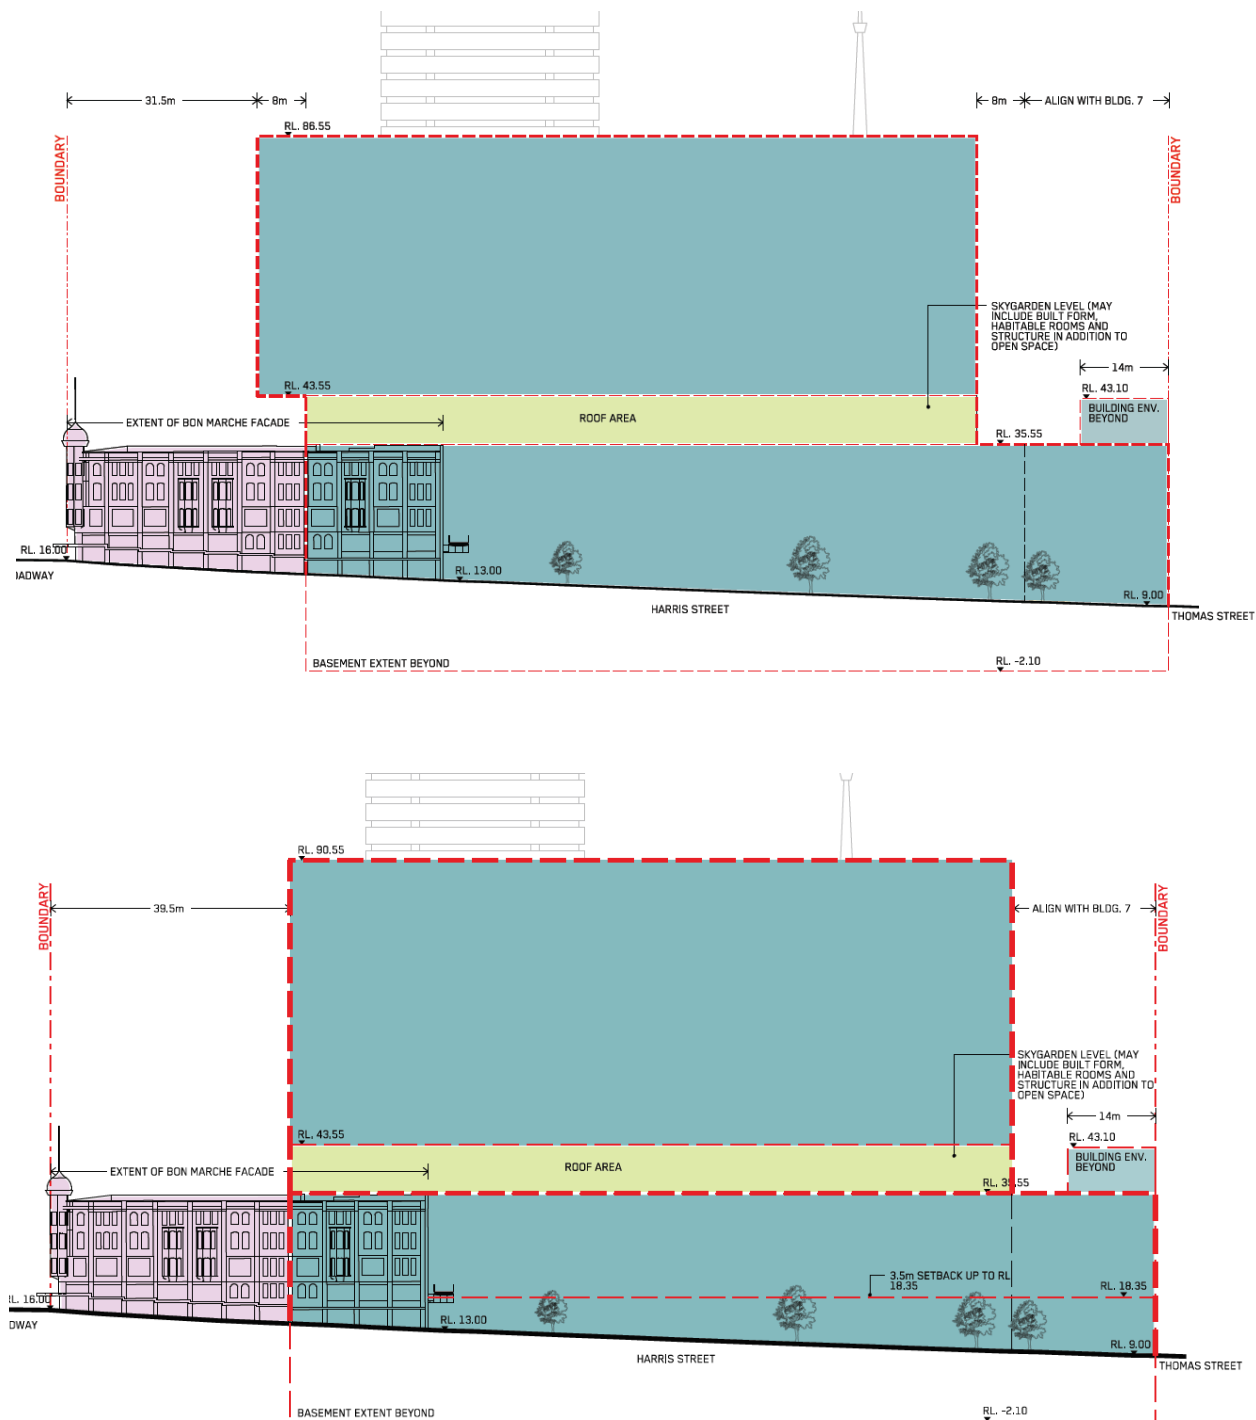 31.5m
8m
8m
ALIGN WITH BLDG. 7
RL. 86.55
BOUNDARY
BOUNDARY
SKYGARDEN LEVEL (MAY
INCLUDE BUILT FORM,
HABITABLE ROOMS AND
STRUCTURE IN ADDITION TO
OPEN SPACE)
14m
RL. 43.55
RL. 43.10
BUILDING ENV.
BEYOND
EXTENT OF BON MARCHE FACADE
ROOF AREA
RL. 35.55
RL. 16.00
ADWAY
RL. 13.00
RL. 9.00
HARRIS STREET
THOMAS STREET
BASEMENT EXTENT BEYOND
RL. -2.10
RL. 90.55
BOUNDARY
39.5m
ALIGN WITH BLDG. 7
BOUNDARY
SKYGARDEN LEVEL (MAY
INCLUDE BUILT FORM,
HABITABLE ROOMS AND
STRUCTURE IN ADDITION TO
OPEN SPACE)
14m
RL. 43.55
RL. 43.10
BUILDING ENV.
BEYOND
EXTENT OF BON MARCHE FACADE
ROOF AREA
RL. 35.55
3.5m SETBACK UP TO RL
18.35
RL. 18.35
RL. 16.00
DWAY
RL. 13.00
RL. 9.00
HARRIS STREET
THOMAS STREET
BASEMENT EXTENT BEYOND
RL. -2.10